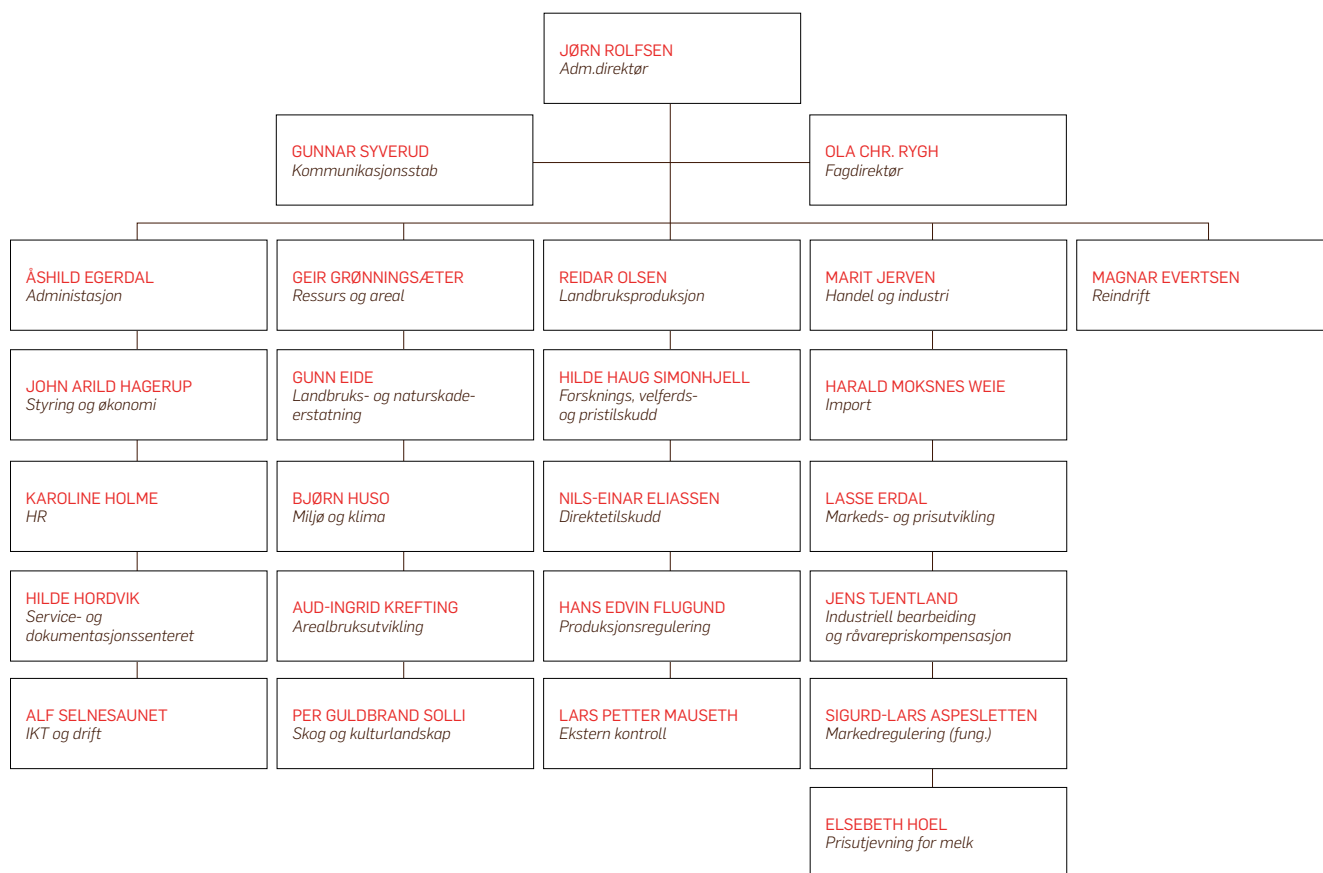 JØRN ROLFSEN
Adm.direktør
GUNNAR SYVERUD
Kommunikasjonsstab
OLA CHR. RYGH
Fagdirektør
ÅSHILD EGERDAL
Administasjon
GEIR GRØNNINGSÆTER
Ressurs og areal
REIDAR OLSEN
Landbruksproduksjon
MARIT JERVEN
Handel og industri
MAGNAR EVERTSEN
Reindrift
JOHN ARILD HAGERUP
Styring og økonomi
GUNN EIDE
Landbruks- og naturskade-
erstatning
HILDE HAUG SIMONHJELL
Forsknings, velferds-
og pristilskudd
HARALD MOKSNES WEIE
Import
KAROLINE HOLME
HR
BJØRN HUSO
Miljø og klima
NILS-EINAR ELIASSEN
Direktetilskudd
LASSE ERDAL
Markeds- og prisutvikling
HILDE HORDVIK
Service- og
dokumentasjonssenteret
AUD-INGRID KREFTING
Arealbruksutvikling
HANS EDVIN FLUGUND
Produksjonsregulering
JENS TJENTLAND
Industriell bearbeiding
og råvarepriskompensasjon
ALF SELNESAUNET
IKT og drift
PER GULDBRAND SOLLI
Skog og kulturlandskap
LARS PETTER MAUSETH
Ekstern kontroll
SIGURD-LARS ASPESLETTEN
Markedregulering (fung.)
ELSEBETH HOEL
Prisutjevning for melk